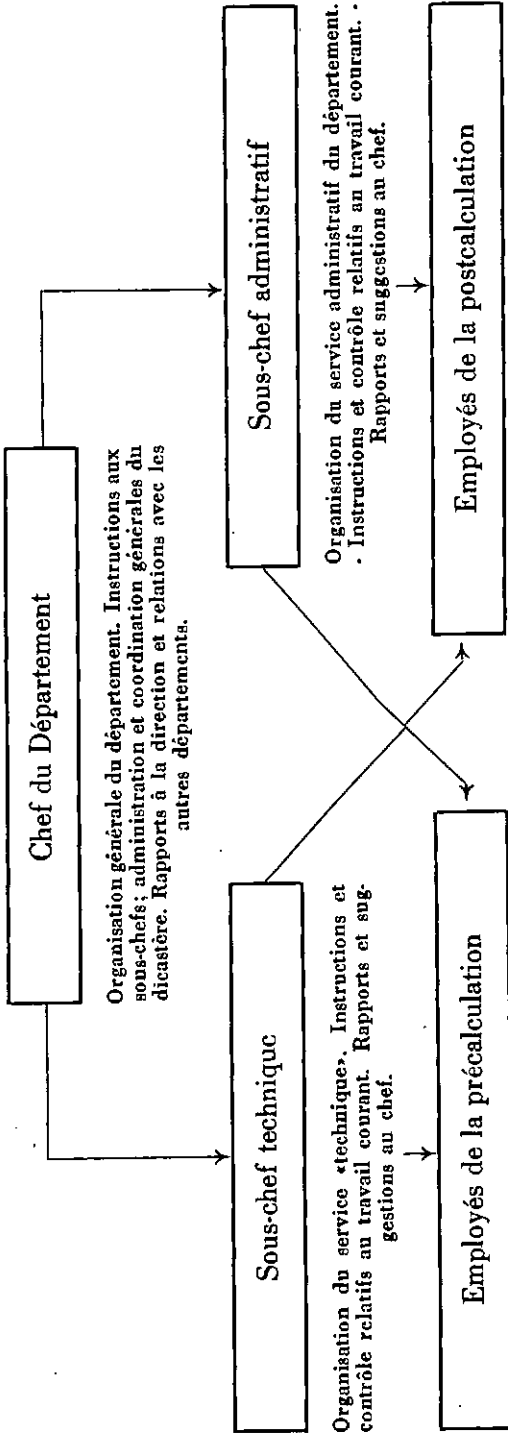 Chef du Département
Organisation générale du département. Instructions aux
sous-chefs; administration et coordination générales du
dicastère. Rapports à la direction et relations avec les
autres départements.
Sous-chef technique
Organisation du service «technique». Instructions et
contrôle relatifs au travail courant. Rapports et sug-
gestions au chef.
Sous-chef administratif
Organisation du service administratif du département.
Instructions et contrôle relatifs au travail courant.
Rapports et suggestions au chef.
Employés de la précalculation
Employés de la postcalculation